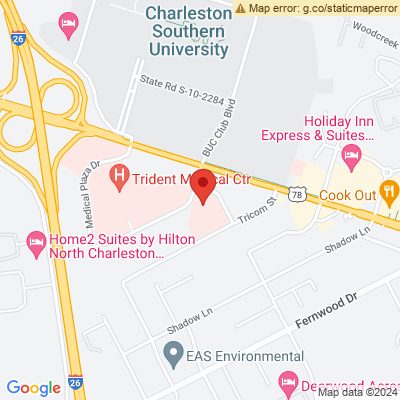 Map error: g.co/staticmaperror
26
Charleston
Southern
University
Woodcreek
State Rd S-10-2284
BUC Club Blvd
Holiday Inn
Express & Suites...
Medical Plaza Dr
H
Trident Medical Ctr
78
Cook Out
Tricom St
Shadow Ln
Home2 Suites by Hilton
North Charleston...
Fernwood Dr
Shadow Ln
EAS Environmental
26
Deerwood Acres
Google
Map data ©2024